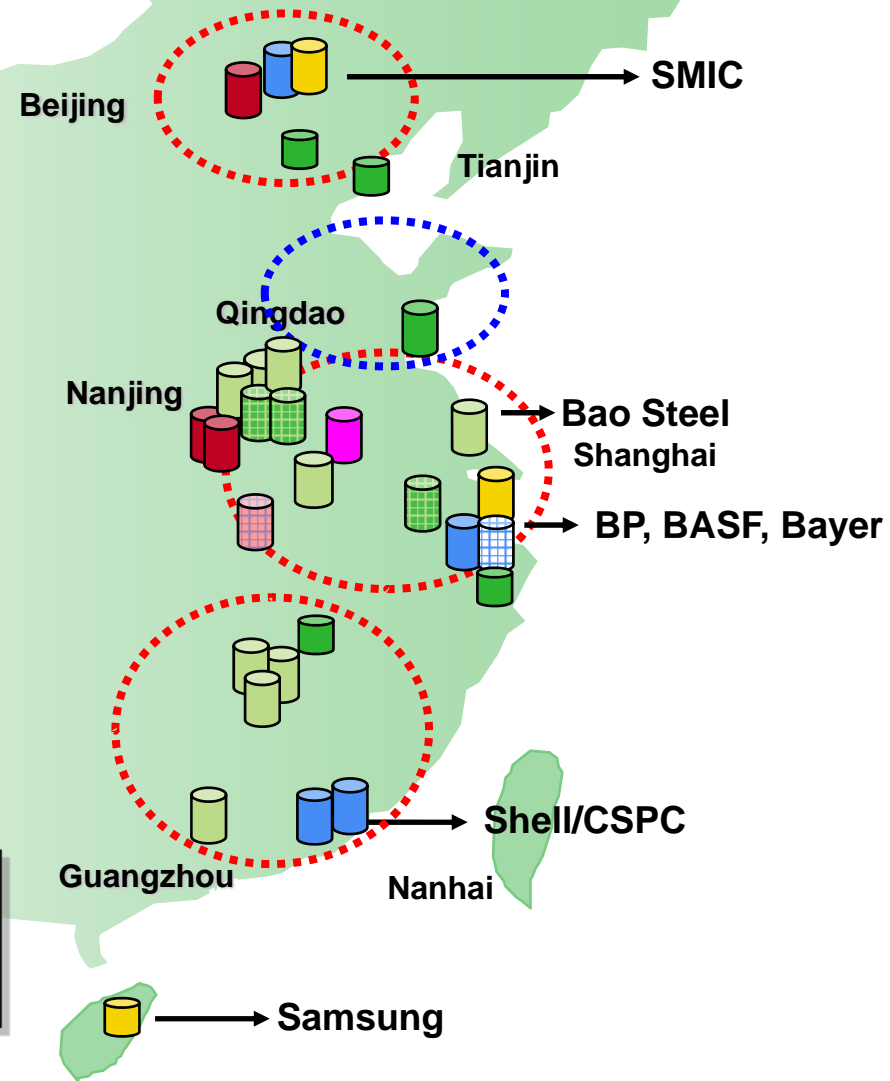 SMIC
Beijing
Tianjin
Qingdao
Nanjing
Bao Steel
Shanghai
BP, BASF, Bayer
Shell/CSPC
Guangzhou
Nanhai
Samsung